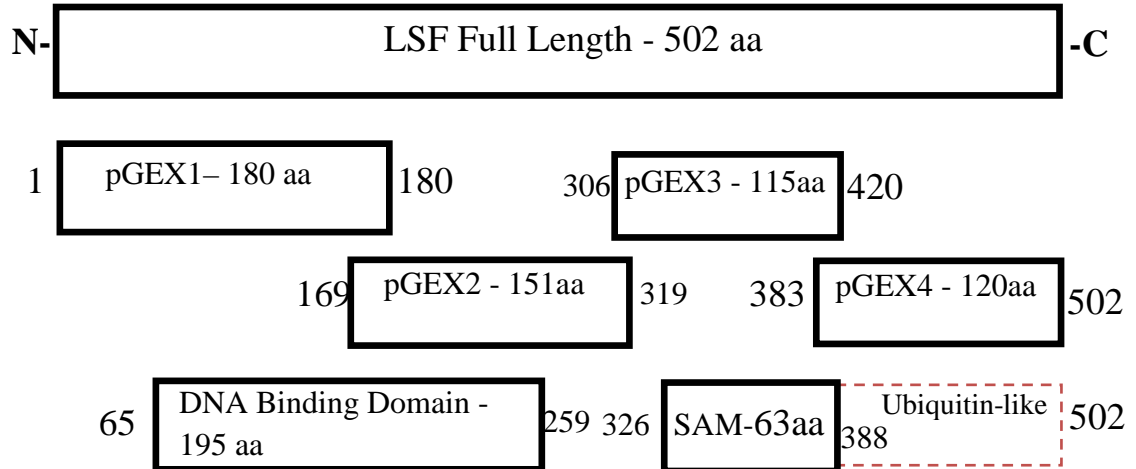 N- LSF Full Length - 502 aa -C
1 pGEX1– 180 aa 180 306 pGEX3 - 115aa 420
169 pGEX2 - 151aa 319 383 pGEX4 - 120aa 502
65 DNA Binding Domain - 259 326 SAM-63aa 388 Ubiquitin-like 502
195 aa